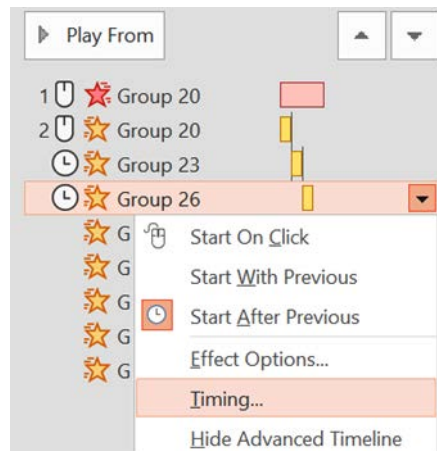 Play From
1 Group 20
2 Group 20
Group 23
Group 26
G
Start On Click
Start With Previous
G
G
Start After Previous
G
Effect Options...
G
Timing...
Hide Advanced Timeline